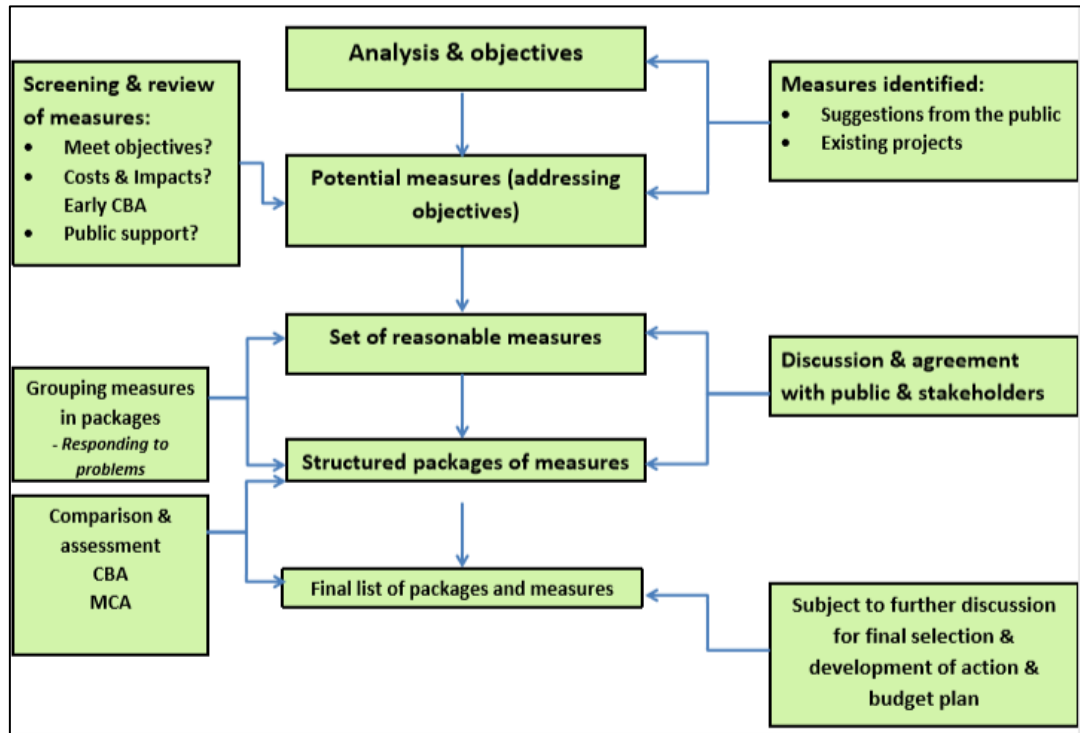 Analysis & objectives
Screening & review
of measures:
• Meet objectives?
• Costs & Impacts?
Early CBA
• Public support?
Measures identified:
• Suggestions from the public
• Existing projects
Potential measures (addressing
objectives)
Set of reasonable measures
Discussion & agreement
with public & stakeholders
Grouping measures
in packages
- Responding to
problems
Structured packages of measures
Comparison &
assessment
CBA
MCA
Final list of packages and measures
Subject to further discussion
for final selection &
development of action &
budget plan